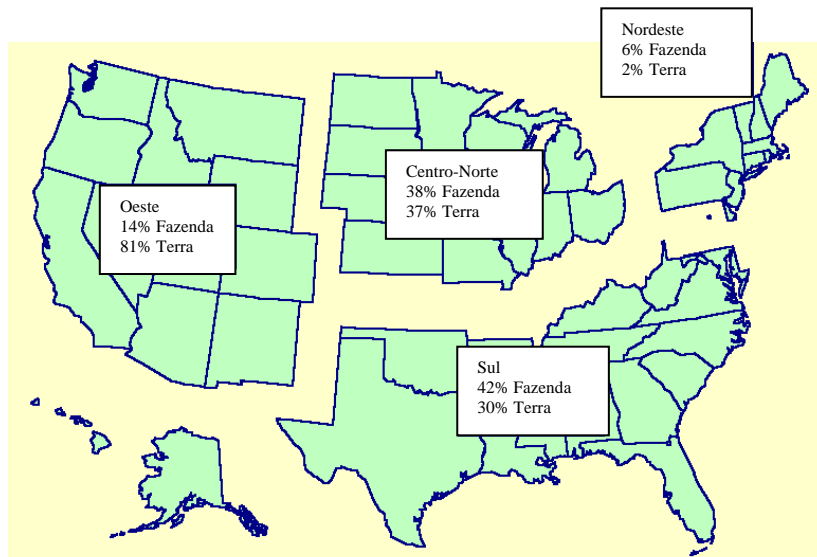 Nordeste
6% Fazenda
2% Terra
Centro-Norte
38% Fazenda
37% Terra
Oeste
14% Fazenda
81% Terra
Sul
42% Fazenda
30% Terra